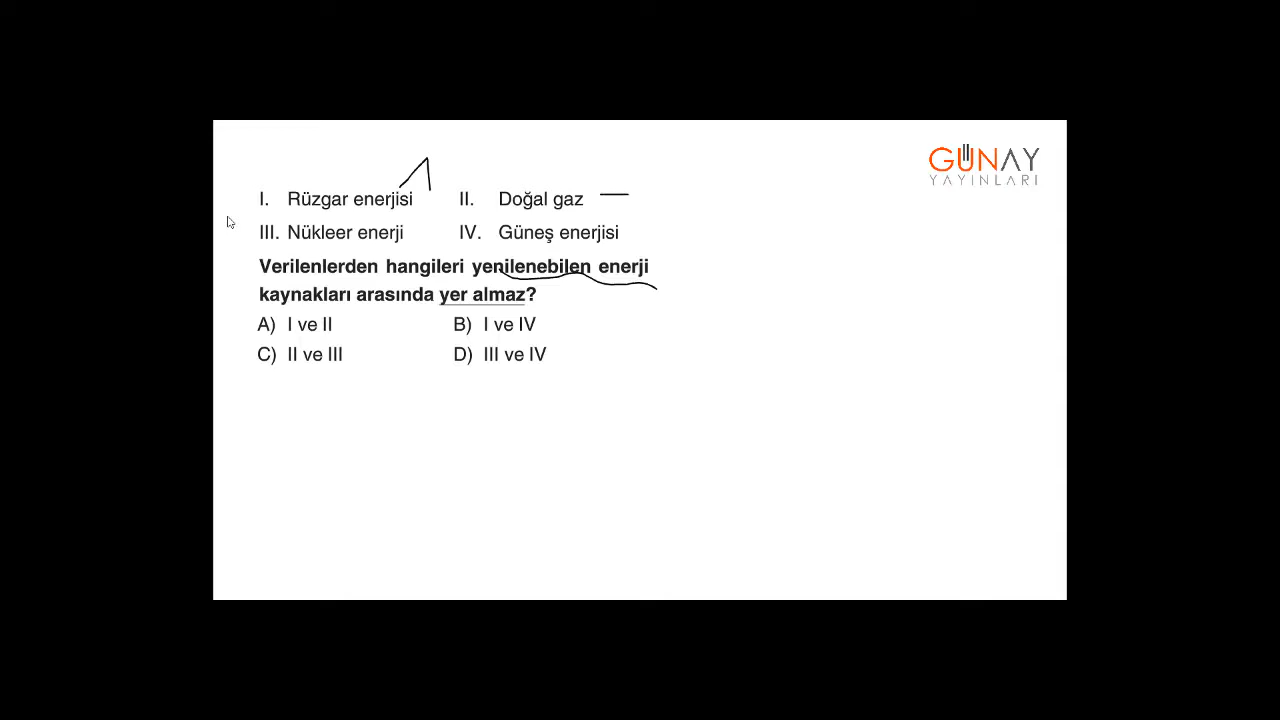 GÜNAY
YAYINLARI
I. Rüzgar enerjisi II. Doğal gaz
III. Nükleer enerji IV. Güneş enerjisi
Verilenlerden hangileri yenilenebilen enerji
kaynakları arasında yer almaz?
A) I ve II B) I ve IV
C) II ve III D) III ve IV